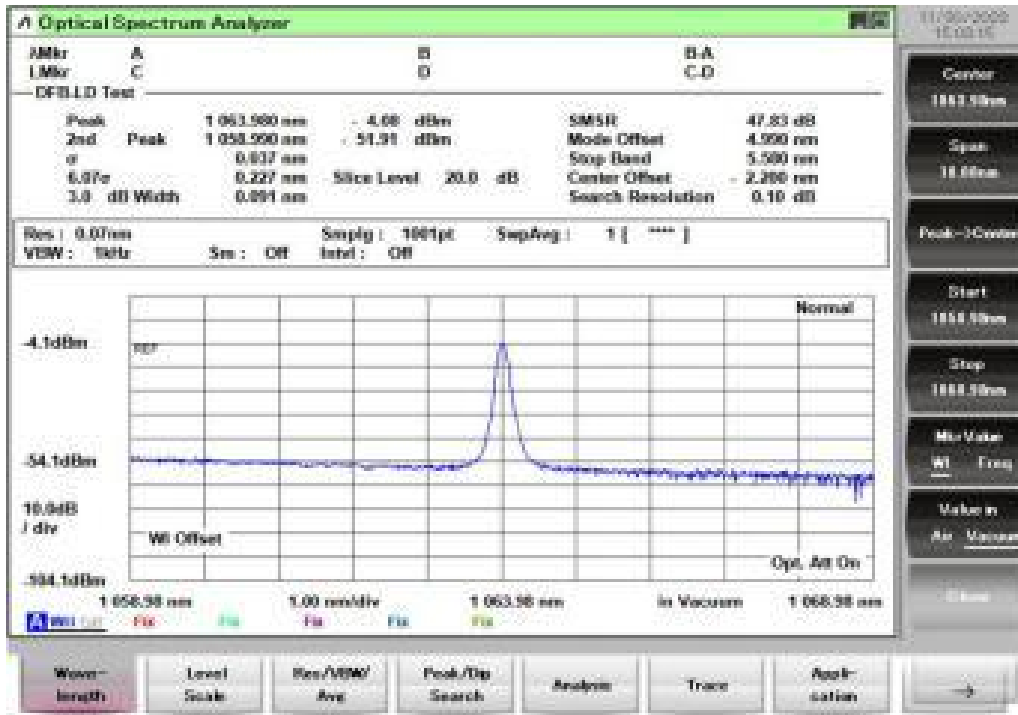 Optical Spectrum Analyzer
λMkr A B B-A
LMkr C D C-D
DFB-LD Test
Peak 1 063.980 nm - 4.08 dBm SMSR 47.83 dB
2nd Peak 1 058.990 nm - 51.91 dBm Mode Offset 4.990 nm
σ 0.037 nm Stop Band 5.500 nm
6.07σ 0.227 nm Slice Level 20.0 dB Center Offset - 2.200 nm
3.0 dB Width 0.091 nm Search Resolution 0.10 dB
Res : 0.07nm Smplg : 1001pt SwpAvg : 1 [ **** ]
VBW : 1kHz Sm : Off Intvl : Off
Normal
-4.1dBm
REF
-54.1dBm
10.0dB
/ div
Wl Offset
Opt. Att On
-104.1dBm
1 058.98 nm 1.00 nm/div 1 063.98 nm in Vacuum 1 068.98 nm
A Fix Fix Fix Fix Fix
Center
1063.98nm
Span
10.00nm
Peak->Center
Start
1058.98nm
Stop
1068.98nm
Mkr Value
Wl Freq
Value in
Air Vacuum
Close
Wave-
length
Level
Scale
Res/VBW/
Avg
Peak/Dip
Search
Analysis
Trace
Appli-
cation
→